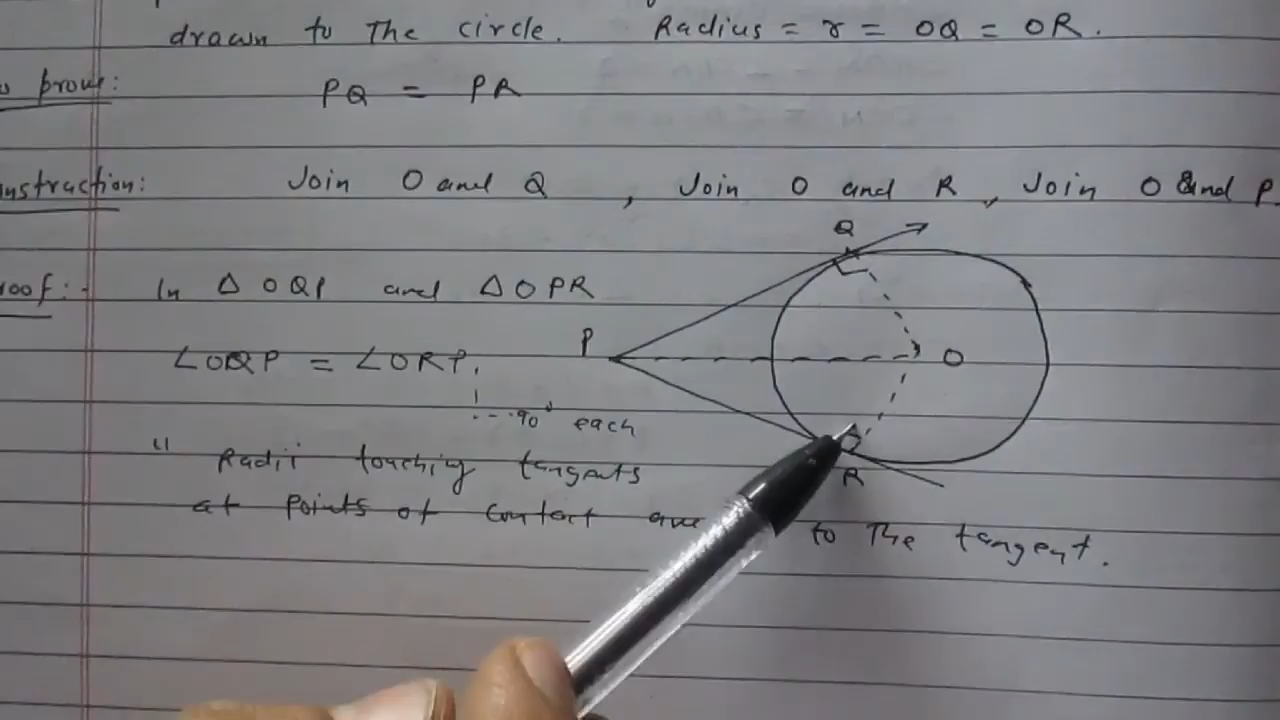 drawn to the circle. Radius = r = OQ = OR.
o prove: PQ = PR
nstruction: Join O and Q, Join O and R, Join O and P
Q
roof:- In △ OQP and △ OPR
P
O
∠OQP = ∠ORP.
90° each
" Radii touching tangents
R
at points of contact are to the tangent.